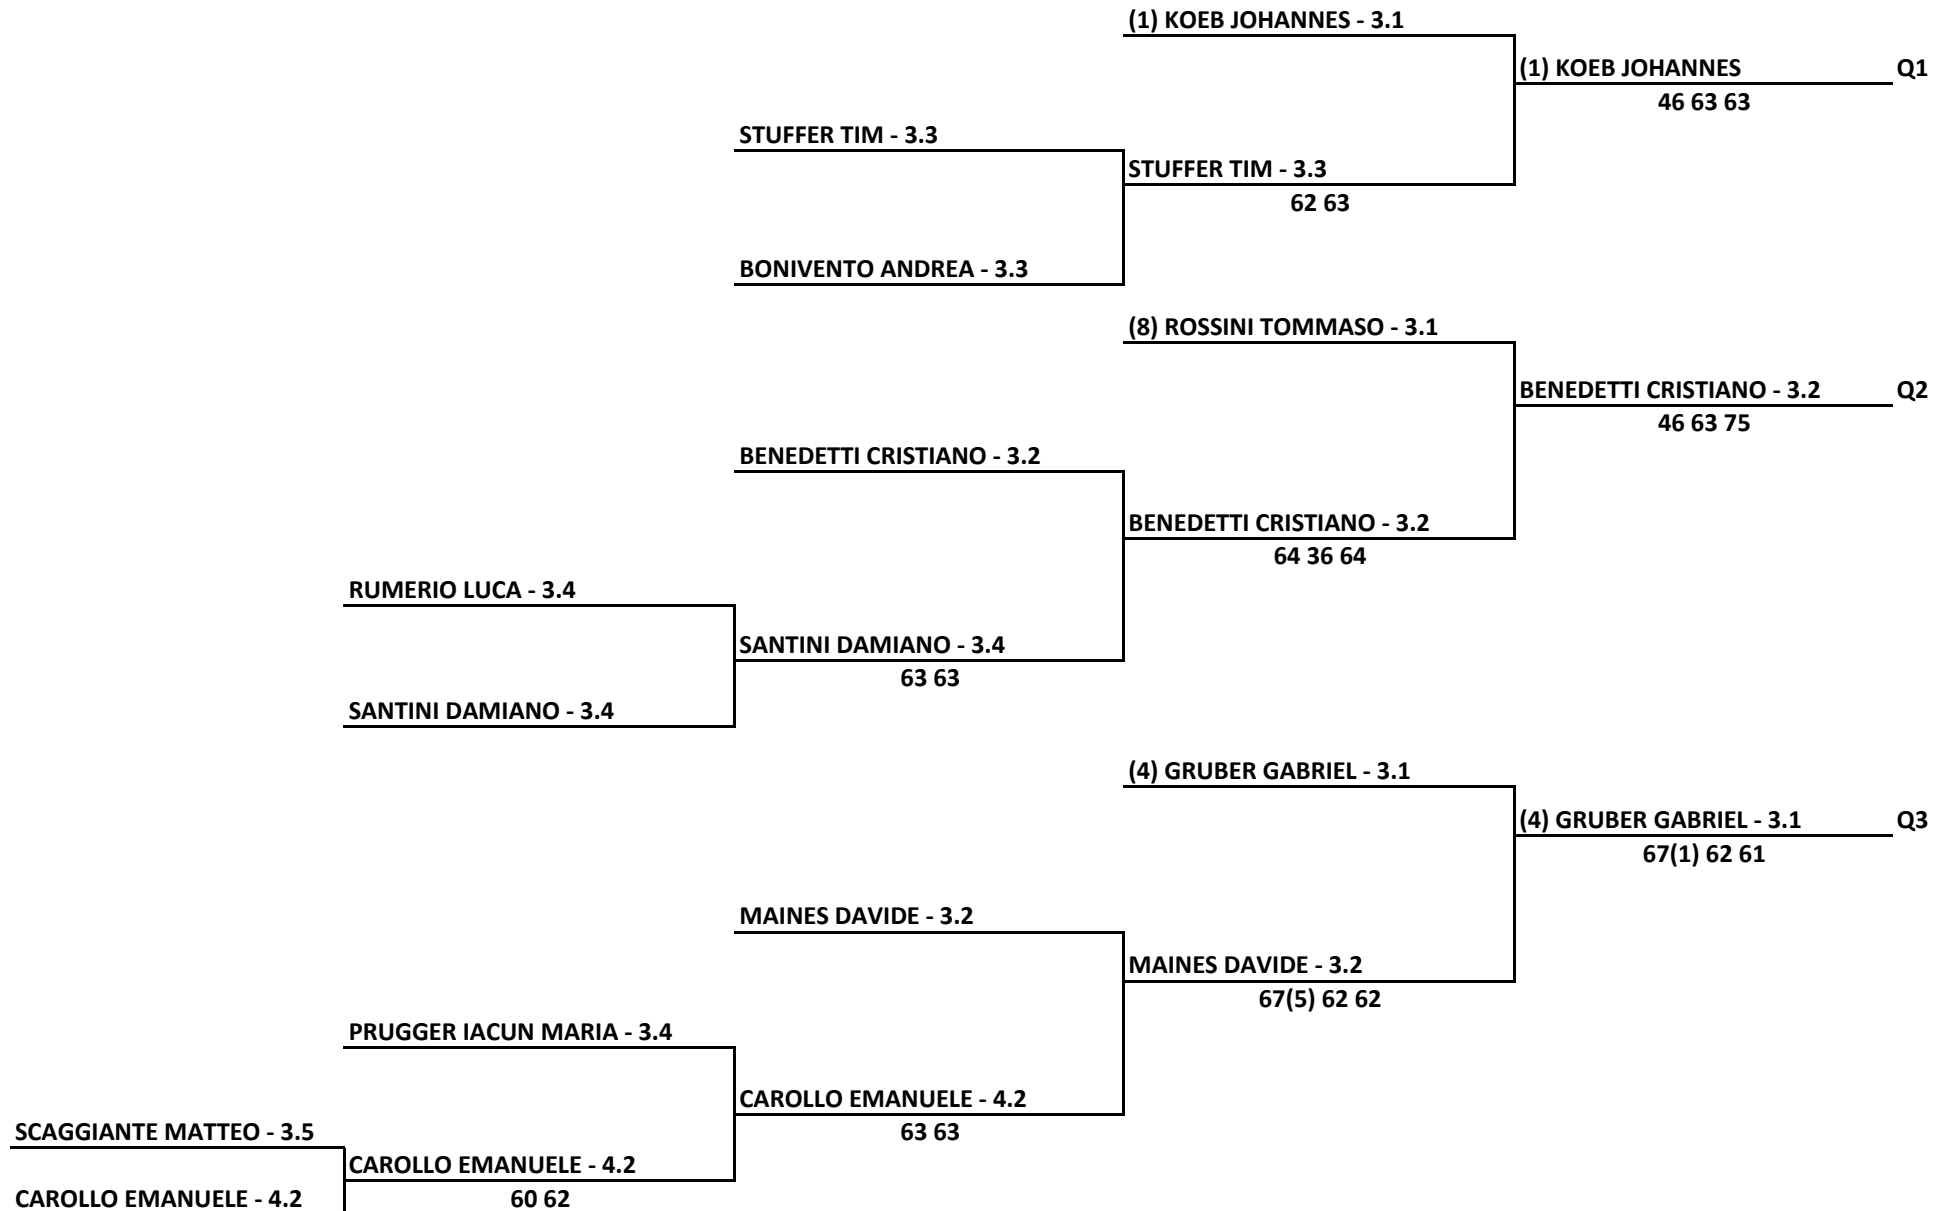 (1) KOEB JOHANNES - 3.1
(1) KOEB JOHANNES Q1
46 63 63
STUFFER TIM - 3.3
STUFFER TIM - 3.3
62 63
BONIVENTO ANDREA - 3.3
(8) ROSSINI TOMMASO - 3.1
BENEDETTI CRISTIANO - 3.2 Q2
46 63 75
BENEDETTI CRISTIANO - 3.2
BENEDETTI CRISTIANO - 3.2
64 36 64
RUMERIO LUCA - 3.4
SANTINI DAMIANO - 3.4
63 63
SANTINI DAMIANO - 3.4
(4) GRUBER GABRIEL - 3.1
(4) GRUBER GABRIEL - 3.1 Q3
67(1) 62 61
MAINES DAVIDE - 3.2
MAINES DAVIDE - 3.2
67(5) 62 62
PRUGGER IACUN MARIA - 3.4
CAROLLO EMANUELE - 4.2
63 63
SCAGGIANTE MATTEO - 3.5
CAROLLO EMANUELE - 4.2
60 62
CAROLLO EMANUELE - 4.2